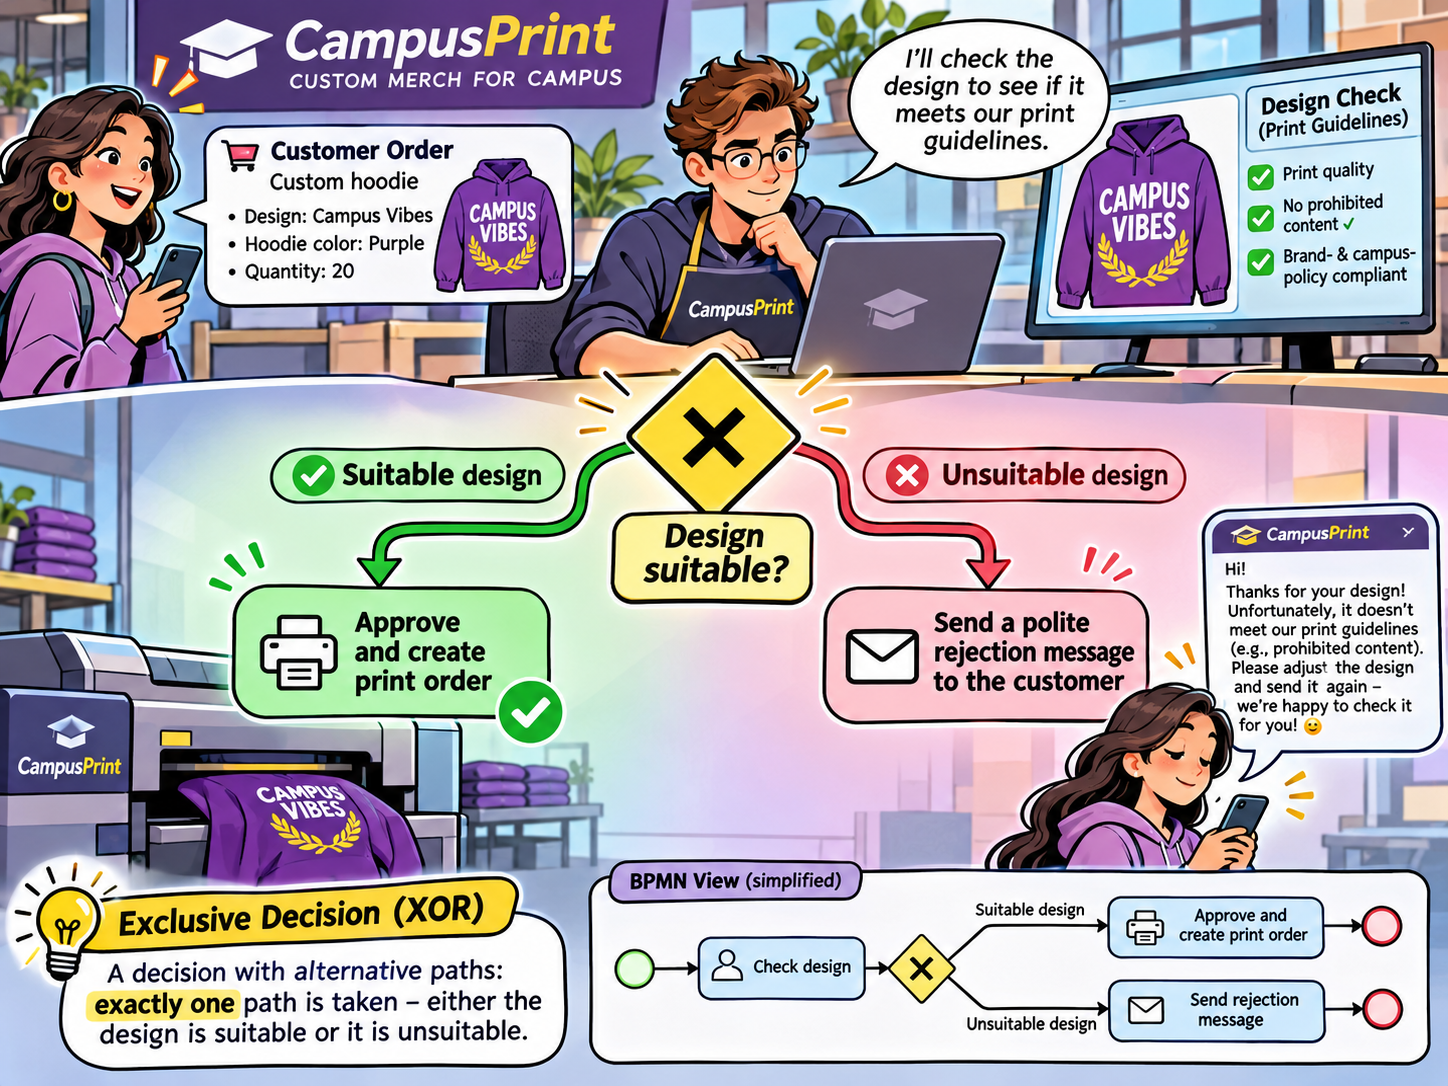 CampusPrint
CUSTOM MERCH FOR CAMPUS
Customer Order
Custom hoodie
• Design: Campus Vibes
• Hoodie color: Purple
• Quantity: 20
CAMPUS
VIBES
I'll check the
design to see if it
meets our print
guidelines.
CampusPrint
Design Check
(Print Guidelines)
CAMPUS
VIBES
Print quality
No prohibited
content ✓
Brand- & campus-
policy compliant
Suitable design
Unsuitable design
Design
suitable?
Approve
and create
print order
Send a polite
rejection message
to the customer
CampusPrint
Hi!
Thanks for your design!
Unfortunately, it doesn't
meet our print guidelines
(e.g., prohibited content).
Please adjust the design
and send it again –
we're happy to check it
for you! 😉
CampusPrint
CAMPUS
VIBES
Exclusive Decision (XOR)
A decision with alternative paths:
exactly one path is taken – either the
design is suitable or it is unsuitable.
BPMN View (simplified)
Check design
Suitable design
Approve and
create print order
Unsuitable design
Send rejection
message